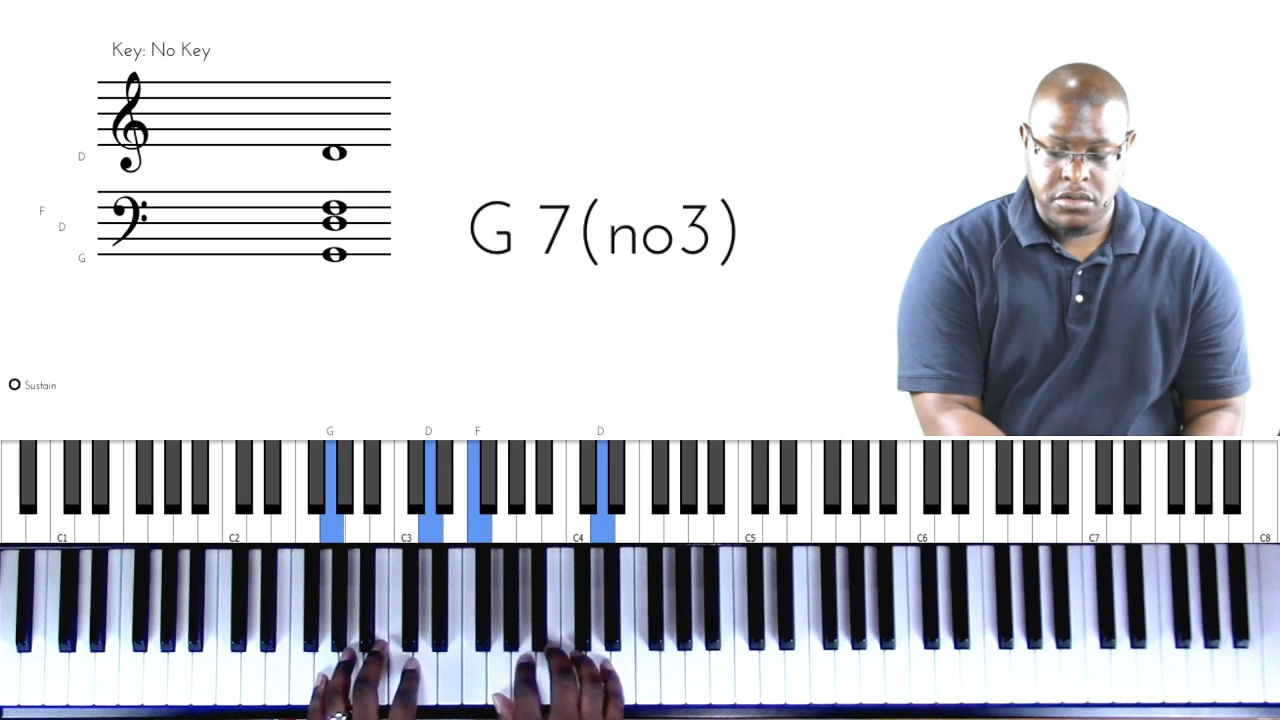 Key: No Key
D
F
D
G
G 7(no3)
Sustain
G D F D
C1 C2 C3 C4 C5 C6 C7 C8